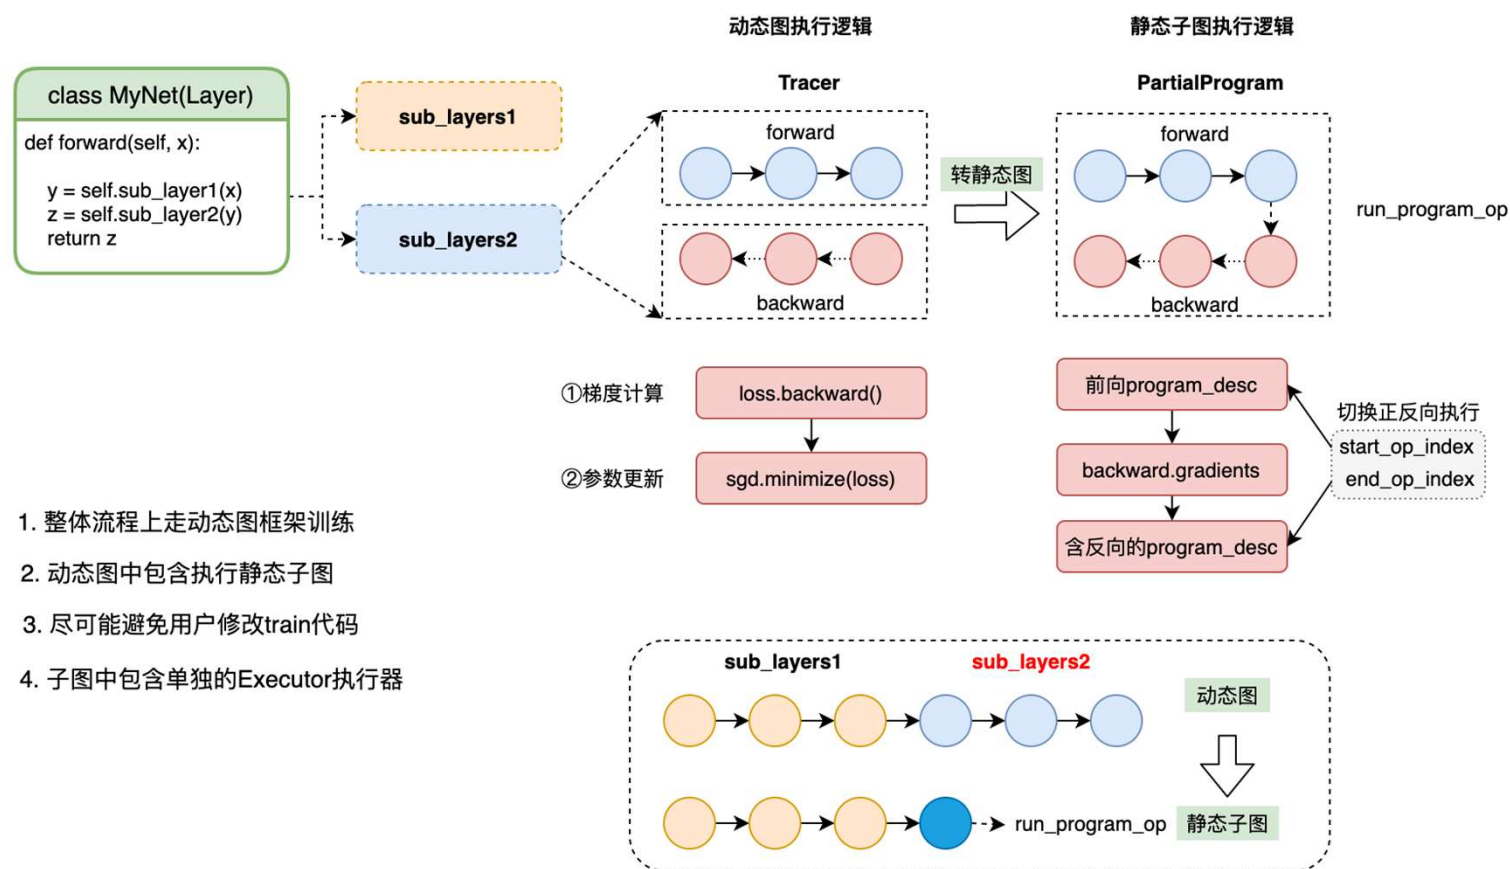 动态图执行逻辑
静态子图执行逻辑
class MyNet(Layer)
def forward(self, x):
y = self.sub_layer1(x)
z = self.sub_layer2(y)
return z
sub_layers1
sub_layers2
Tracer
forward
backward
转静态图
PartialProgram
forward
backward
run_program_op
①梯度计算
loss.backward()
②参数更新
sgd.minimize(loss)
前向program_desc
backward.gradients
含反向的program_desc
切换正反向执行
start_op_index
end_op_index
1. 整体流程上走动态图框架训练
2. 动态图中包含执行静态子图
3. 尽可能避免用户修改train代码
4. 子图中包含单独的Executor执行器
sub_layers1
sub_layers2
动态图
run_program_op
静态子图